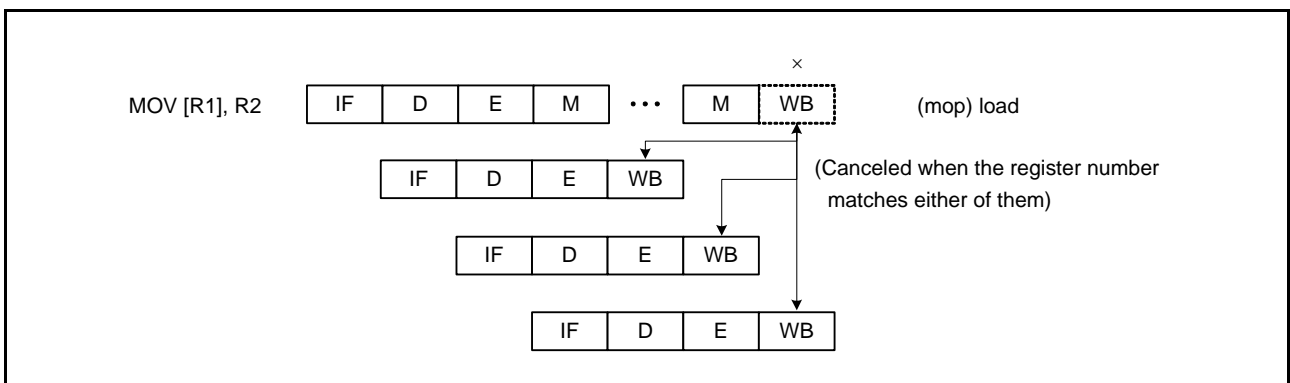 ×
MOV [R1], R2 IF D E M ••• M WB (mop) load
IF D E WB (Canceled when the register number
matches either of them)
IF D E WB
IF D E WB